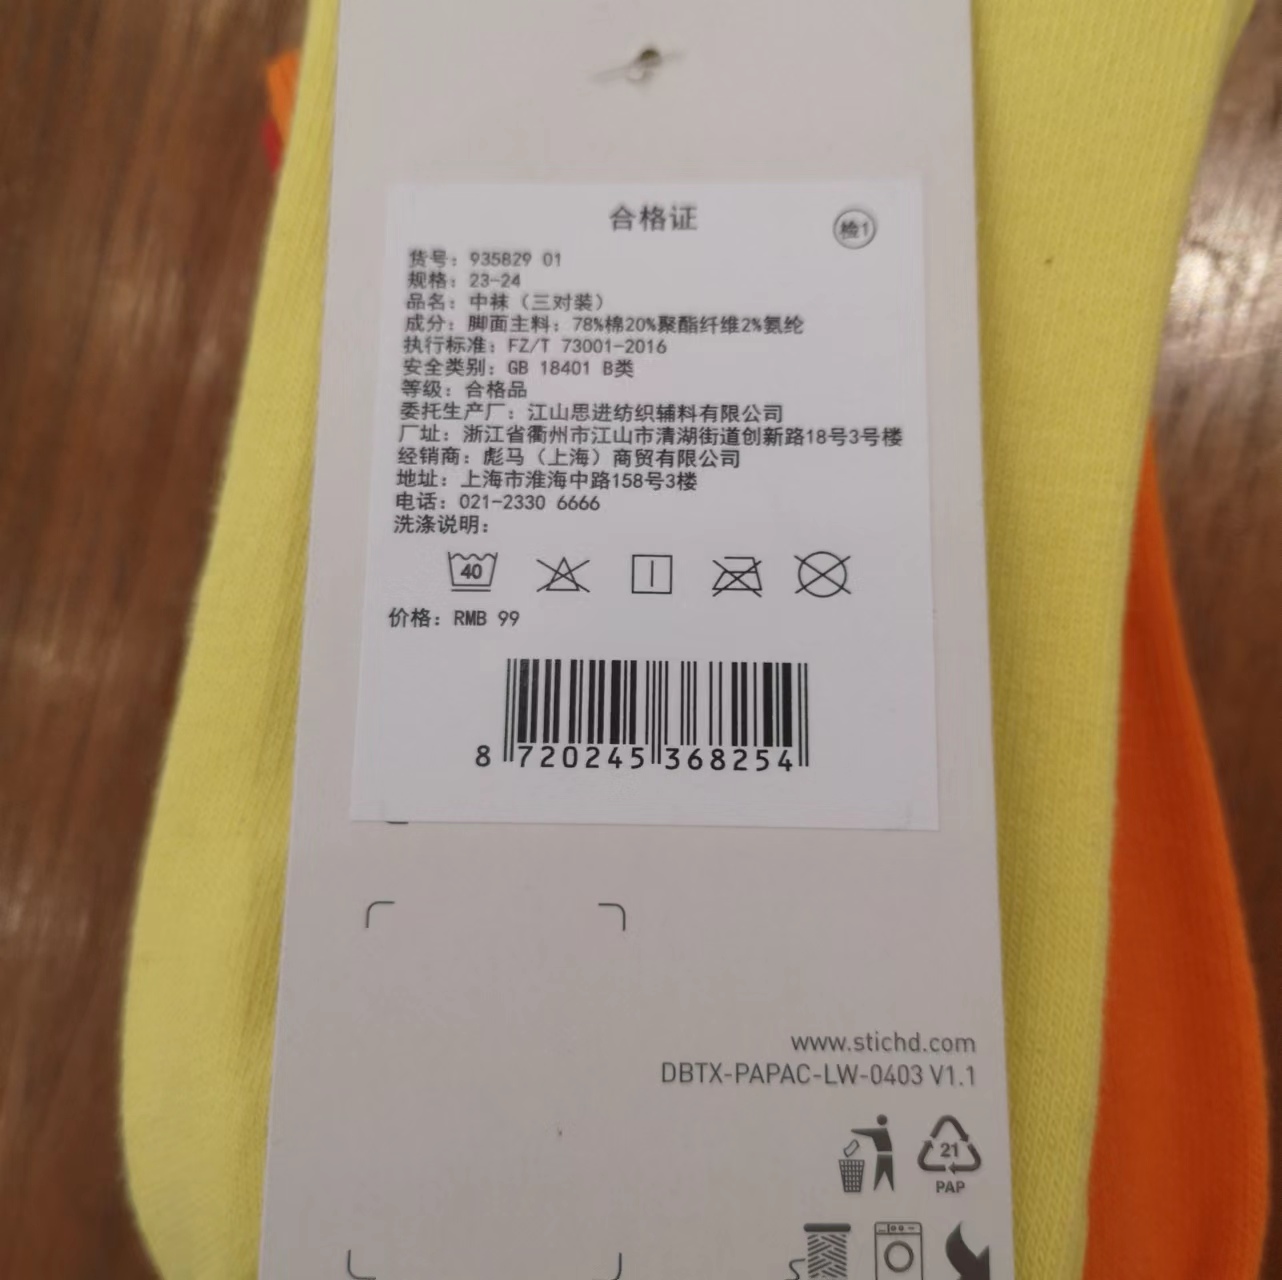 合格证
检1
货号：935829 01
规格：23-24
品名：中袜（三对装）
成分：脚面主料：78%棉20%聚酯纤维2%氨纶
执行标准：FZ/T 73001-2016
安全类别：GB 18401 B类
等级：合格品
委托生产厂：江山思进纺织辅料有限公司
厂址：浙江省衢州市江山市清湖街道创新路18号3号楼
经销商：彪马（上海）商贸有限公司
地址：上海市淮海中路158号3楼
电话：021-2330 6666
洗涤说明：
40
价格：RMB 99
8 720245 368254
www.stichd.com
DBTX-PAPAC-LW-0403 V1.1
21
PAP